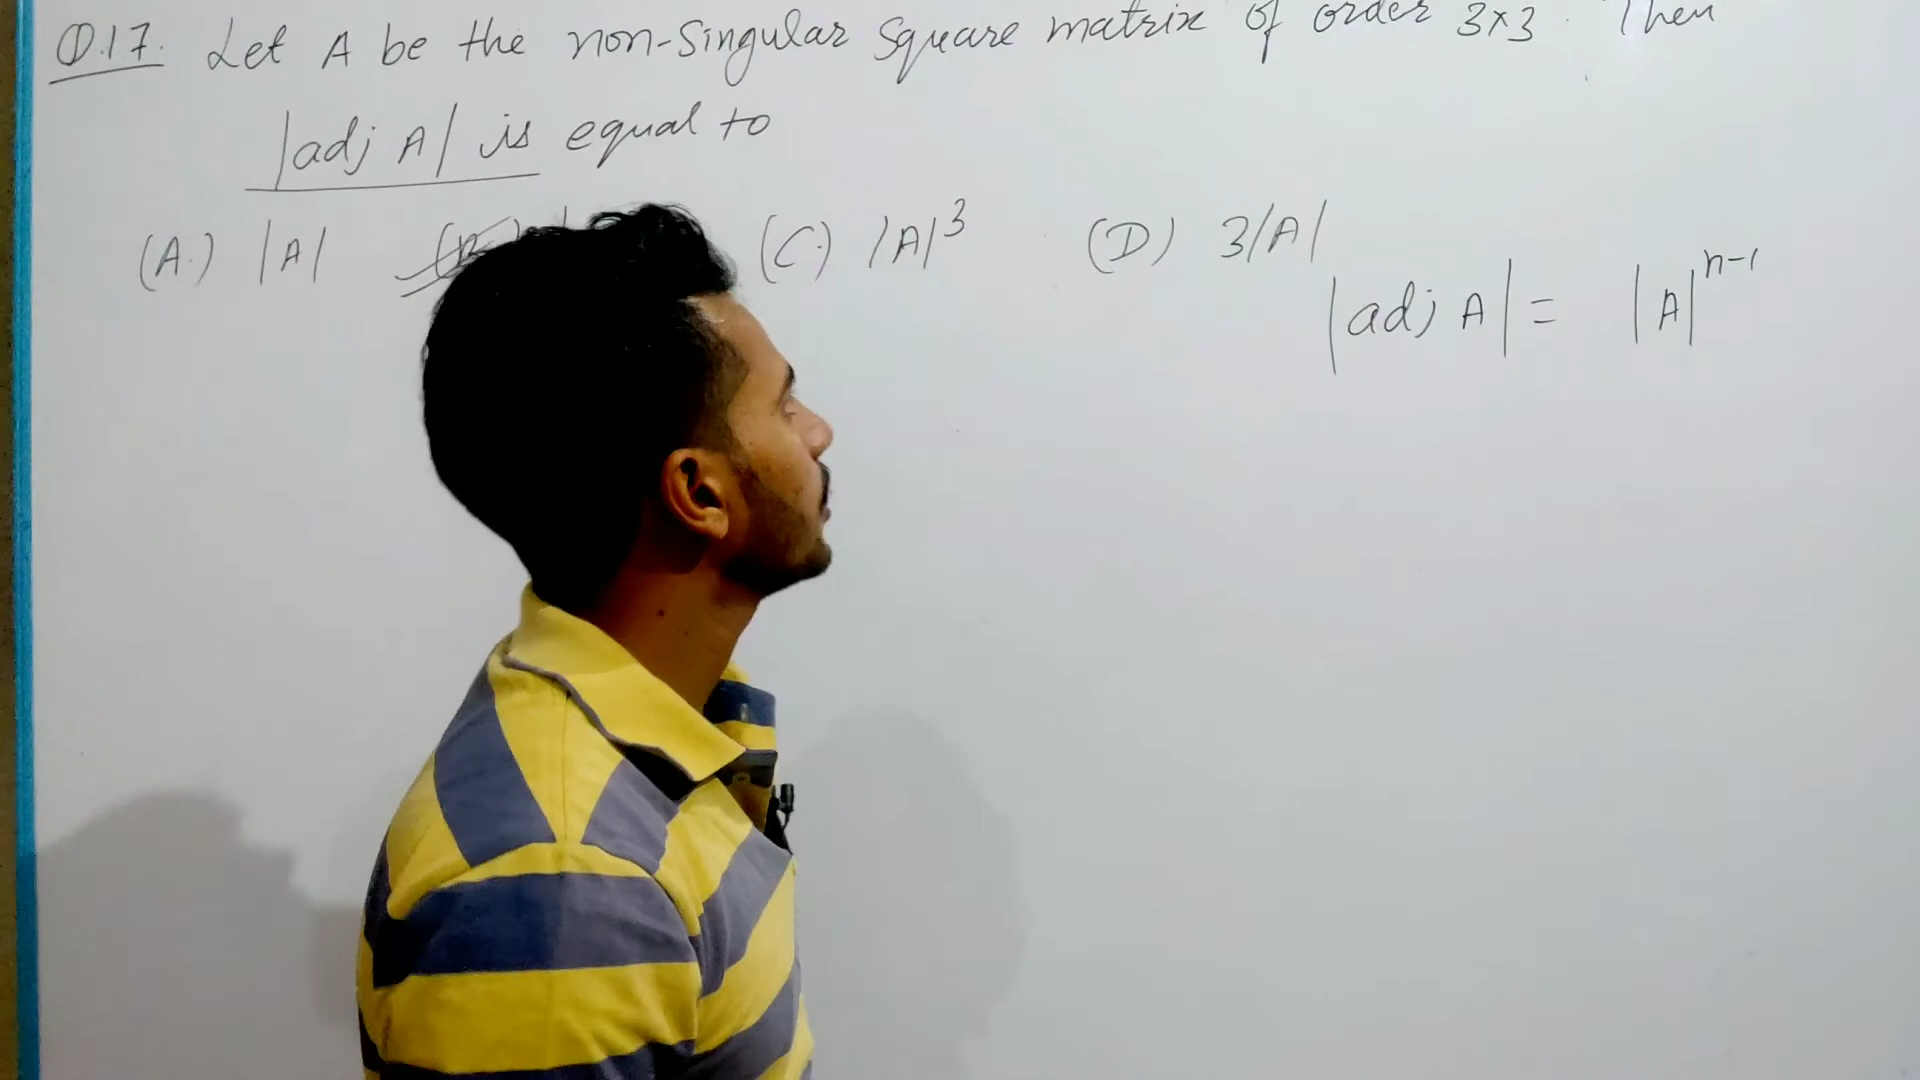 Q.17. Let A be the non-singular square matrix of order 3×3. Then
|adj A| is equal to
(A.) |A| (B.) (C.) |A|³ (D) 3|A|
|adj A| = |A|ⁿ⁻¹